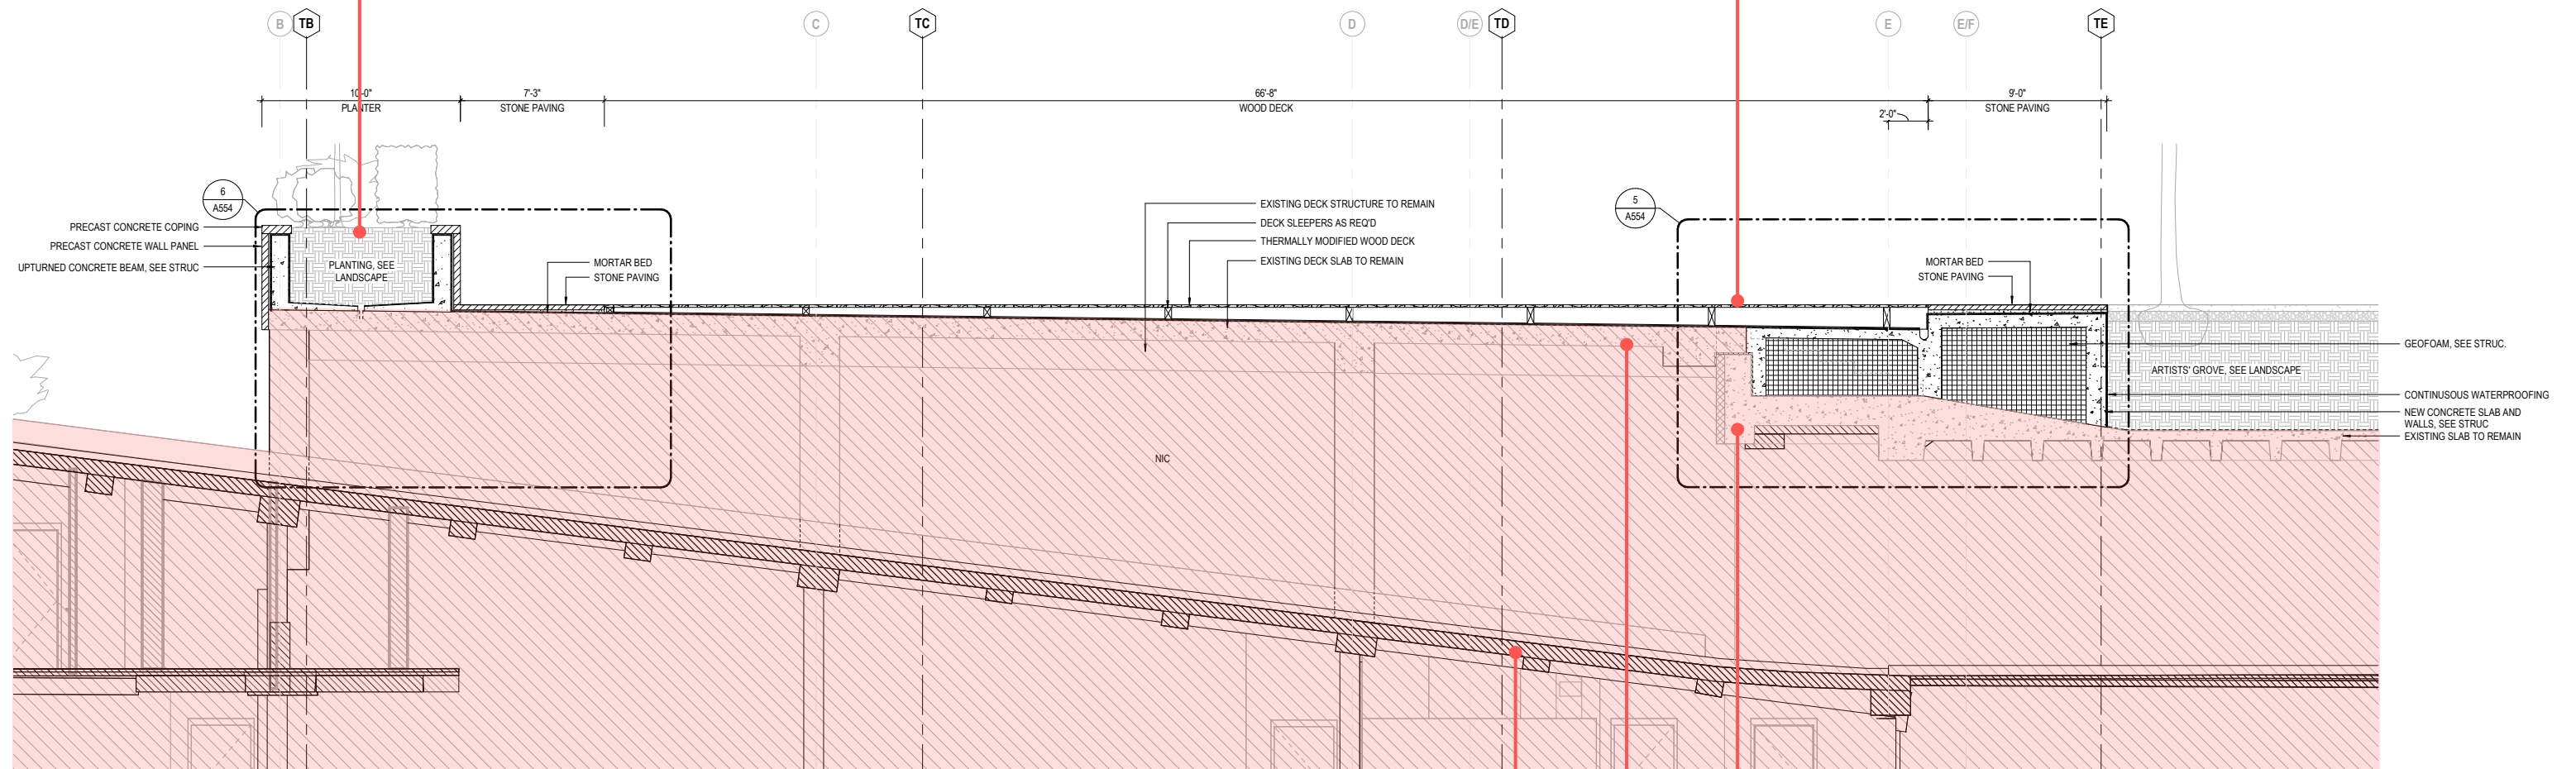 B
TB
C
TC
D
D/E
TD
E
E/F
TE
10'-0"
PLANTER
7'-3"
STONE PAVING
66'-8"
WOOD DECK
2'-0"
9'-0"
STONE PAVING
6
A554
PRECAST CONCRETE COPING
PRECAST CONCRETE WALL PANEL
UPTURNED CONCRETE BEAM, SEE STRUC
PLANTING, SEE
LANDSCAPE
MORTAR BED
STONE PAVING
EXISTING DECK STRUCTURE TO REMAIN
DECK SLEEPERS AS REQ'D
THERMALLY MODIFIED WOOD DECK
EXISTING DECK SLAB TO REMAIN
5
A554
MORTAR BED
STONE PAVING
GEOFOAM, SEE STRUC.
ARTISTS' GROVE, SEE LANDSCAPE
CONTINUSOUS WATERPROOFING
NEW CONCRETE SLAB AND
WALLS, SEE STRUC
EXISTING SLAB TO REMAIN
NIC